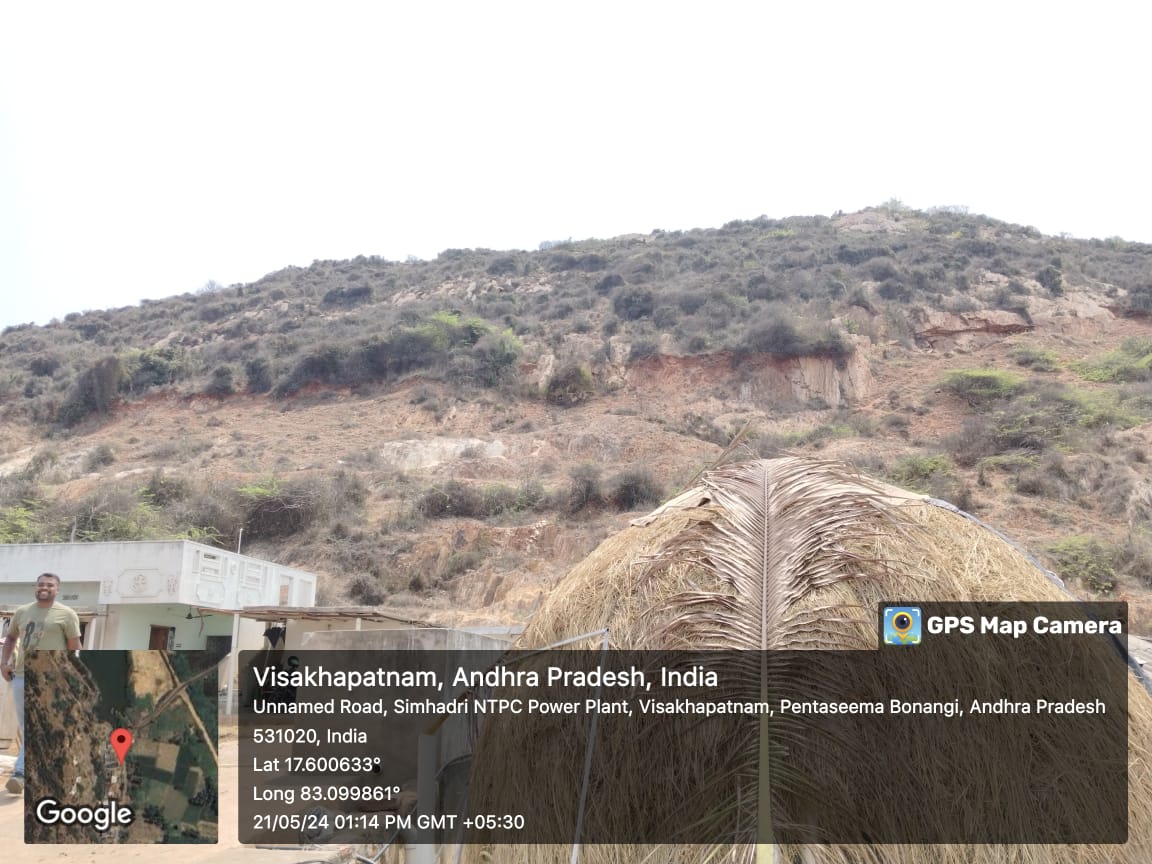 GPS Map Camera
Visakhapatnam, Andhra Pradesh, India
Unnamed Road, Simhadri NTPC Power Plant, Visakhapatnam, Pentaseema Bonangi, Andhra Pradesh
531020, India
Lat 17.600633°
Long 83.099861°
21/05/24 01:14 PM GMT +05:30
Google